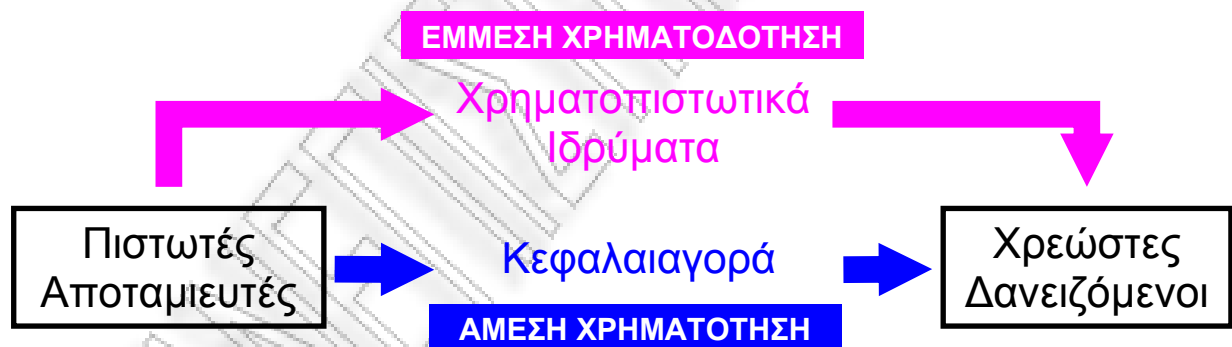 ΕΜΜΕΣΗ ΧΡΗΜΑΤΟΔΟΤΗΣΗ
Χρηματοπιστωτικά
Ιδρύματα
Πιστωτές
Αποταμιευτές
Κεφαλαιαγορά
Χρεώστες
Δανειζόμενοι
ΑΜΕΣΗ ΧΡΗΜΑΤΟΤΗΣΗ